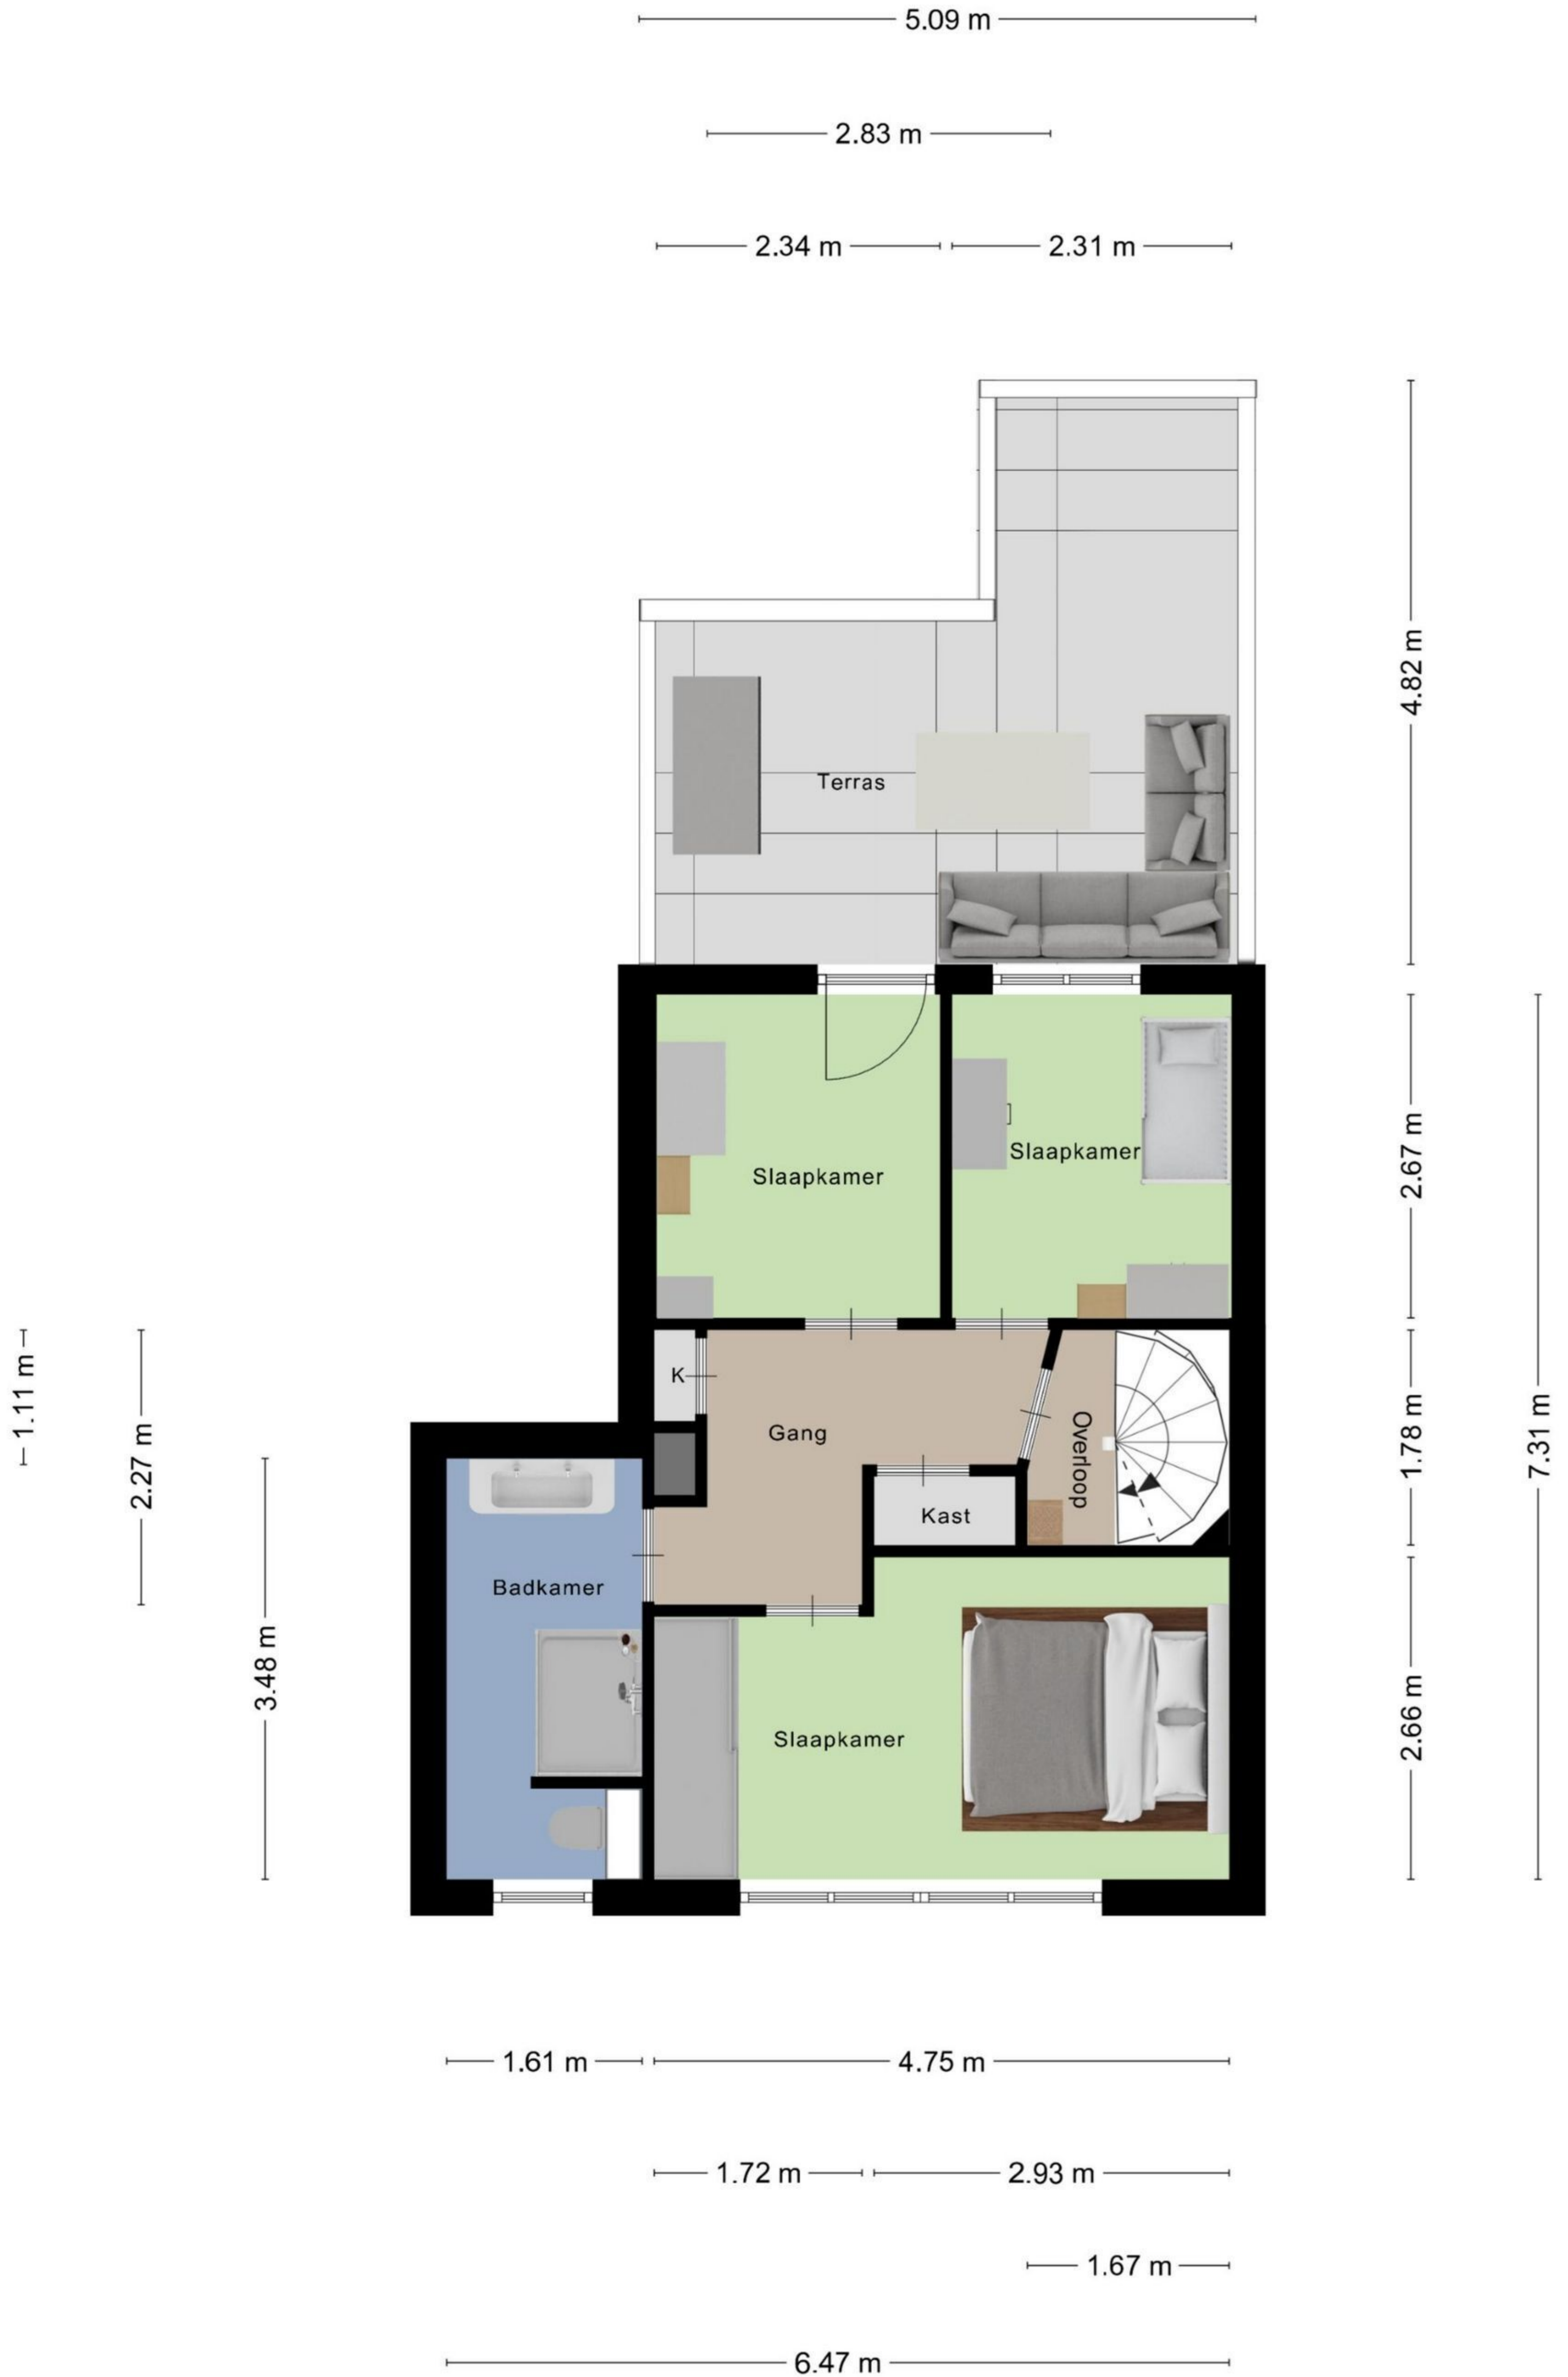 5.09 m
2.83 m
2.34 m
2.31 m
4.82 m
Terras
2.67 m
Slaapkamer
Slaapkamer
1.11 m
2.27 m
K
Gang
Overloop
1.78 m
7.31 m
Kast
Badkamer
3.48 m
Slaapkamer
2.66 m
1.61 m
4.75 m
1.72 m
2.93 m
1.67 m
6.47 m